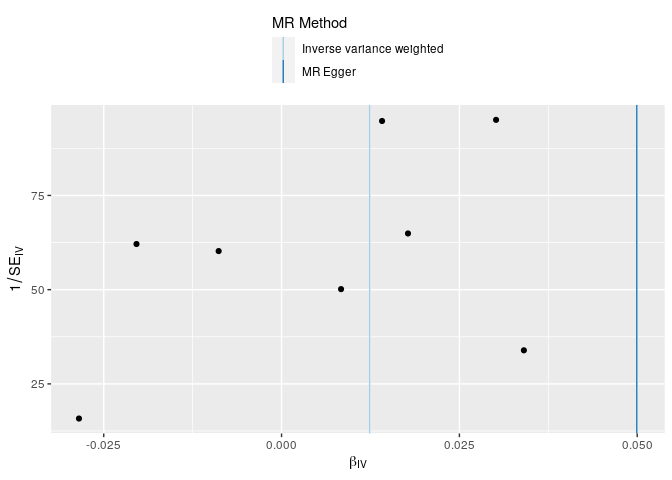 MR Method
Inverse variance weighted
MR Egger
1/SE_IV
75
50
25
-0.025
0.000
0.025
0.050
β_IV